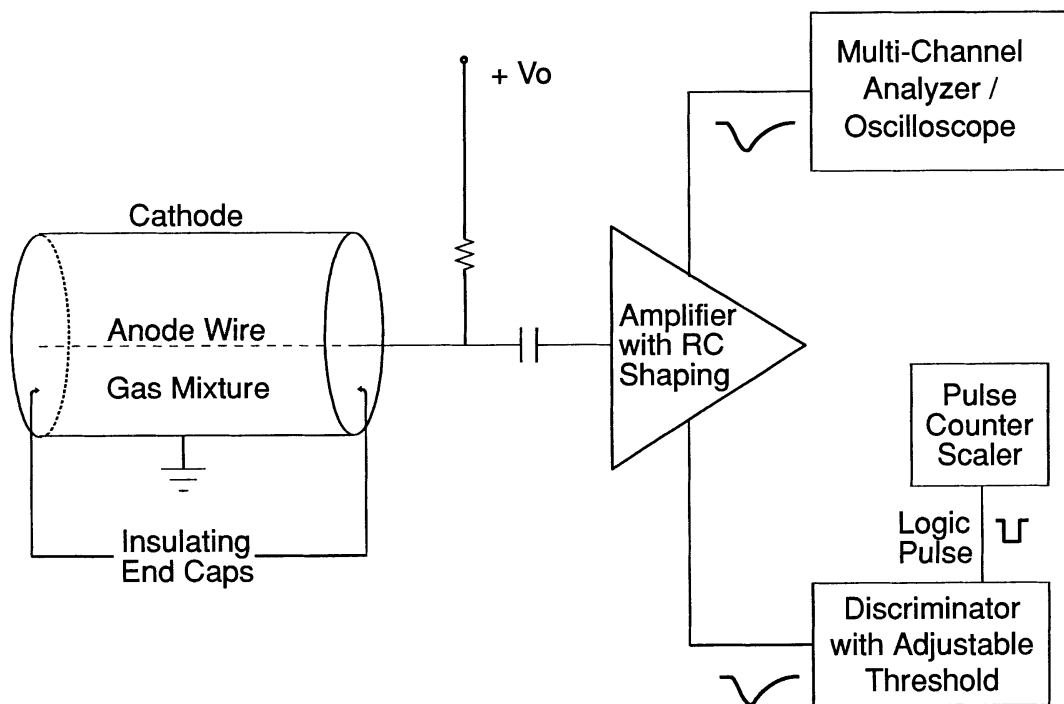 + Vo
Multi-Channel
Analyzer /
Oscilloscope
Cathode
Anode Wire
Gas Mixture
Amplifier
with RC
Shaping
Pulse
Counter
Scaler
Logic
Pulse
Insulating
End Caps
Discriminator
with Adjustable
Threshold